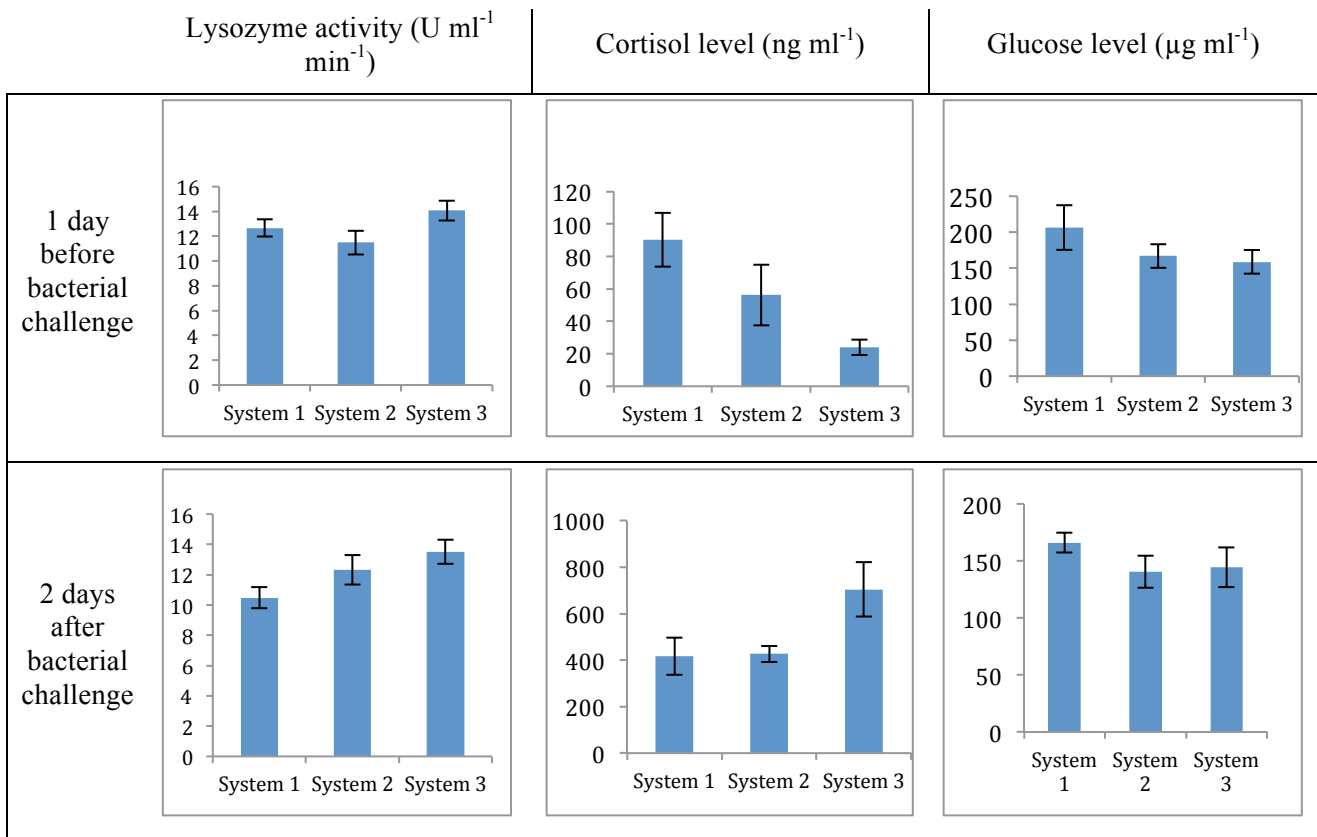 Lysozyme activity (U ml⁻¹
min⁻¹)
Cortisol level (ng ml⁻¹)
Glucose level (µg ml⁻¹)
1 day
before
bacterial
challenge
16
14
12
10
8
6
4
2
0
System 1 System 2 System 3
120
100
80
60
40
20
0
System 1 System 2 System 3
250
200
150
100
50
0
System 1 System 2 System 3
2 days
after
bacterial
challenge
16
14
12
10
8
6
4
2
0
System 1 System 2 System 3
1000
800
600
400
200
0
System 1 System 2 System 3
200
150
100
50
0
System System System
1 2 3